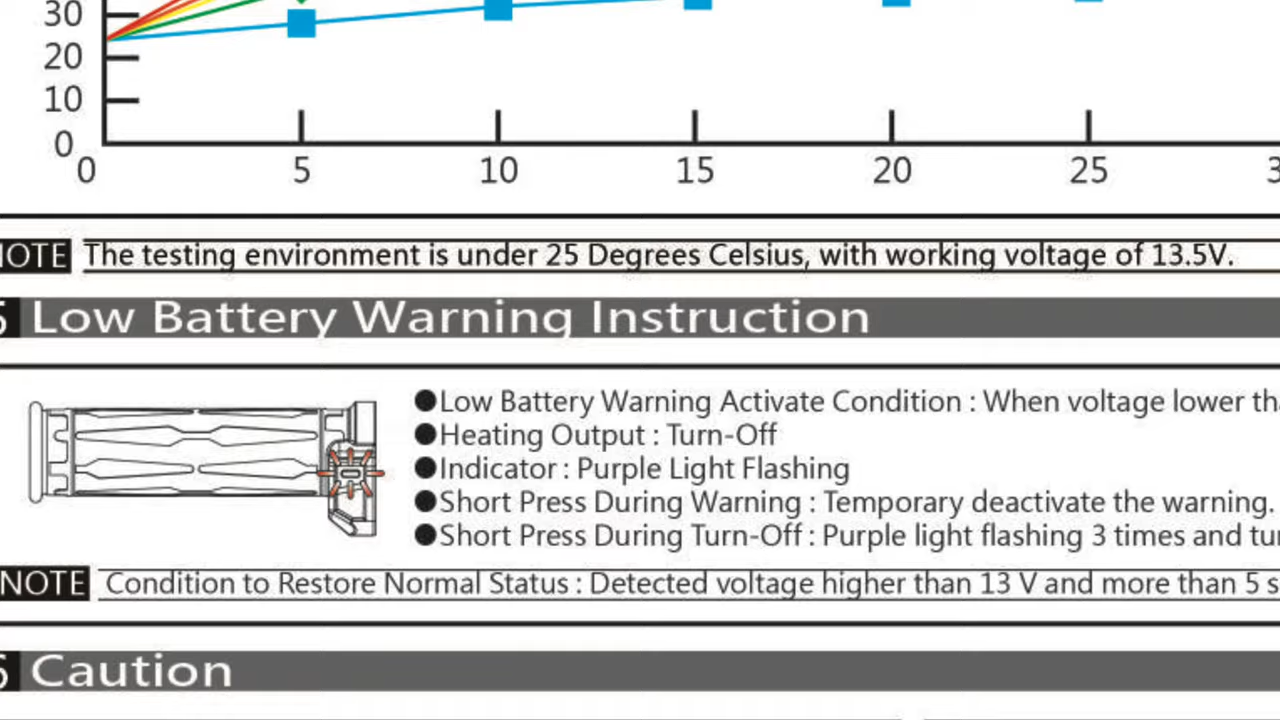 30
20
10
0
0 5 10 15 20 25
NOTE The testing environment is under 25 Degrees Celsius, with working voltage of 13.5V.
Low Battery Warning Instruction
●Low Battery Warning Activate Condition : When voltage lower
●Heating Output : Turn-Off
●Indicator : Purple Light Flashing
●Short Press During Warning : Temporary deactivate the warning.
●Short Press During Turn-Off : Purple light flashing 3 times and
NOTE Condition to Restore Normal Status : Detected voltage higher than 13 V and more than 5
Caution